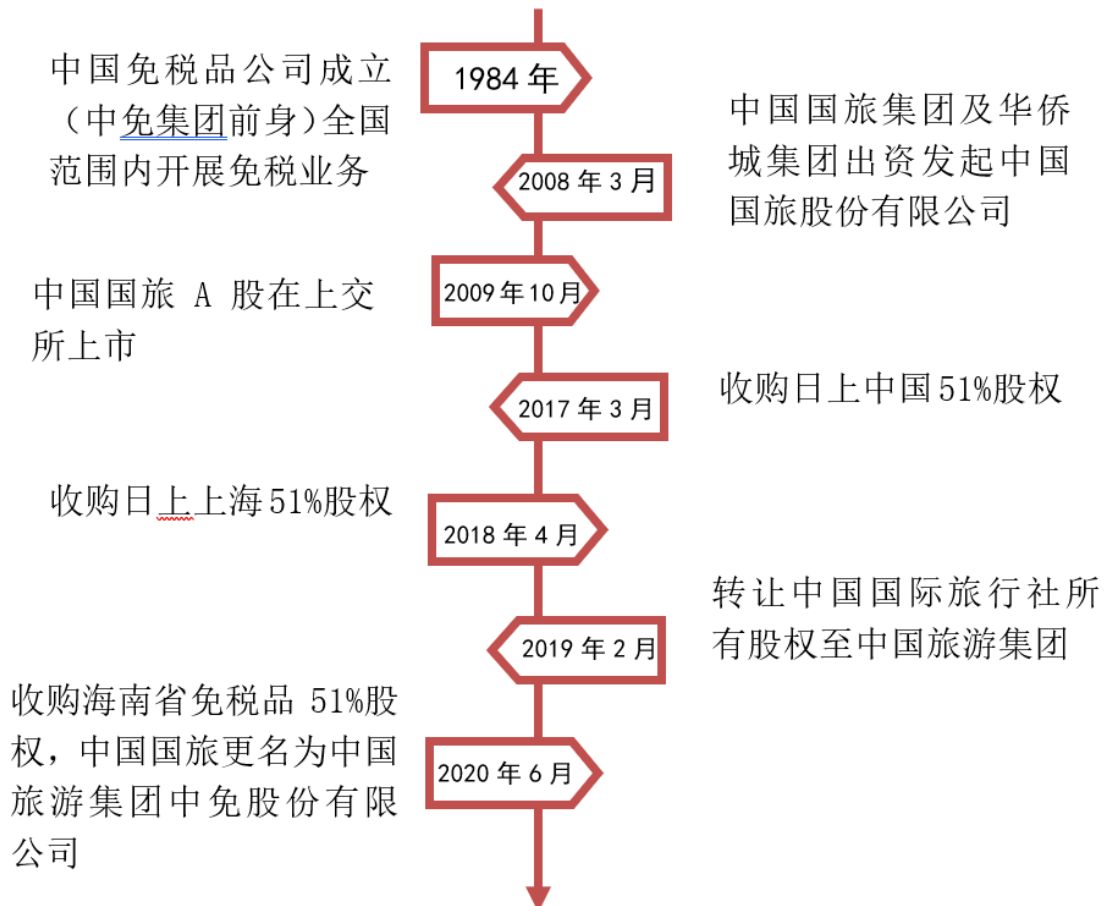 1984 年
中国免税品公司成立
（中免集团前身）全国
范围内开展免税业务
2008 年 3 月
中国国旅集团及华侨
城集团出资发起中国
国旅股份有限公司
2009 年 10 月
中国国旅 A 股在上交
所上市
2017 年 3 月
收购日上中国 51%股权
2018 年 4 月
收购日上上海 51%股权
2019 年 2 月
转让中国国际旅行社所
有股权至中国旅游集团
2020 年 6 月
收购海南省免税品 51%股
权，中国国旅更名为中国
旅游集团中免股份有限
公司